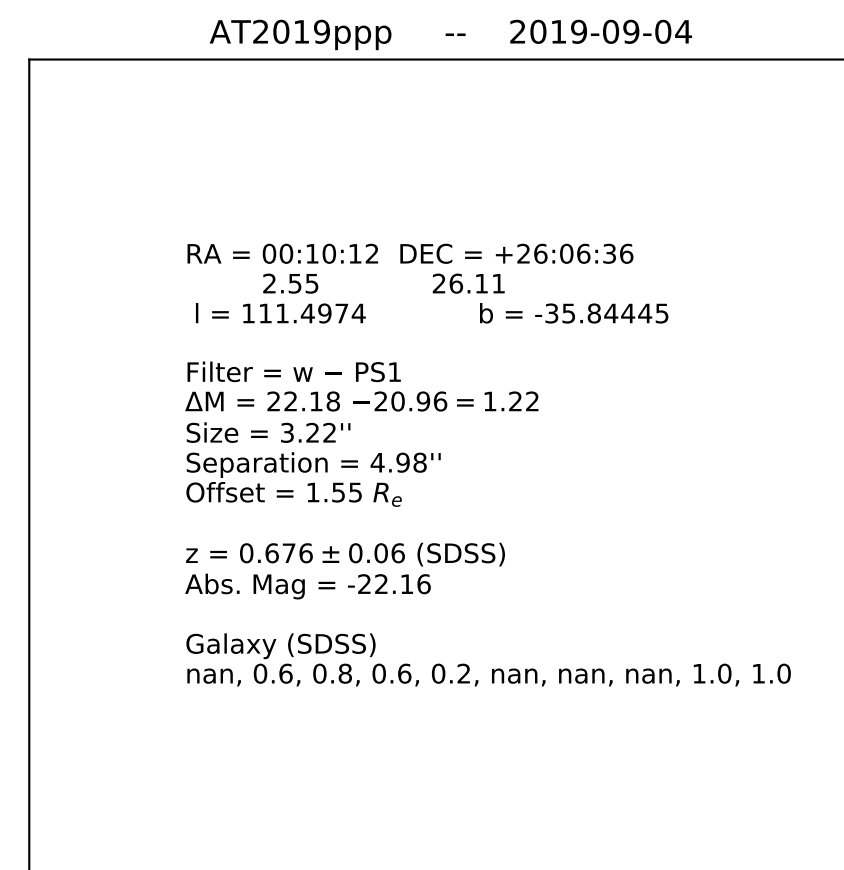 AT2019ppp -- 2019-09-04
RA = 00:10:12 DEC = +26:06:36
2.55 26.11
l = 111.4974 b = -35.84445
Filter = w − PS1
ΔM = 22.18 −20.96 = 1.22
Size = 3.22''
Separation = 4.98''
Offset = 1.55 Rₑ
z = 0.676 ± 0.06 (SDSS)
Abs. Mag = -22.16
Galaxy (SDSS)
nan, 0.6, 0.8, 0.6, 0.2, nan, nan, nan, 1.0, 1.0